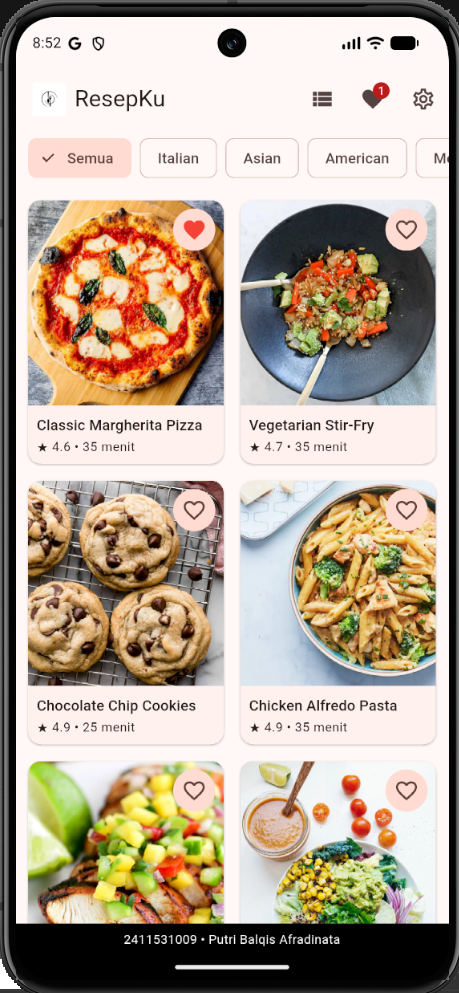 8:52 G
ResepKu
1
Semua
Italian
Asian
American
Me
Classic Margherita Pizza
★ 4.6 • 35 menit
Vegetarian Stir-Fry
★ 4.7 • 35 menit
Chocolate Chip Cookies
★ 4.9 • 25 menit
Chicken Alfredo Pasta
★ 4.9 • 35 menit
2411531009 • Putri Balqis Afradinata